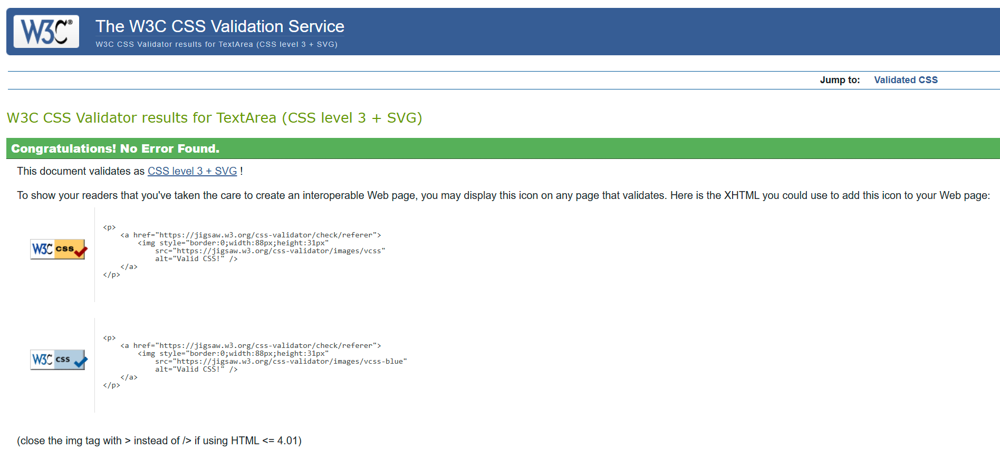 W3C®
The W3C CSS Validation Service
W3C CSS Validator results for TextArea (CSS level 3 + SVG)
Jump to: Validated CSS
W3C CSS Validator results for TextArea (CSS level 3 + SVG)
Congratulations! No Error Found.
This document validates as CSS level 3 + SVG !
To show your readers that you've taken the care to create an interoperable Web page, you may display this icon on any page that validates. Here is the XHTML you could use to add this icon to your Web page:
W3C css
<p>
    <a href="https://jigsaw.w3.org/css-validator/check/referer">
        <img style="border:0;width:88px;height:31px"
            src="https://jigsaw.w3.org/css-validator/images/vcss"
            alt="Valid CSS!" />
    </a>
</p>
W3C css
<p>
    <a href="https://jigsaw.w3.org/css-validator/check/referer">
        <img style="border:0;width:88px;height:31px"
            src="https://jigsaw.w3.org/css-validator/images/vcss-blue"
            alt="Valid CSS!" />
    </a>
</p>
(close the img tag with > instead of /> if using HTML <= 4.01)